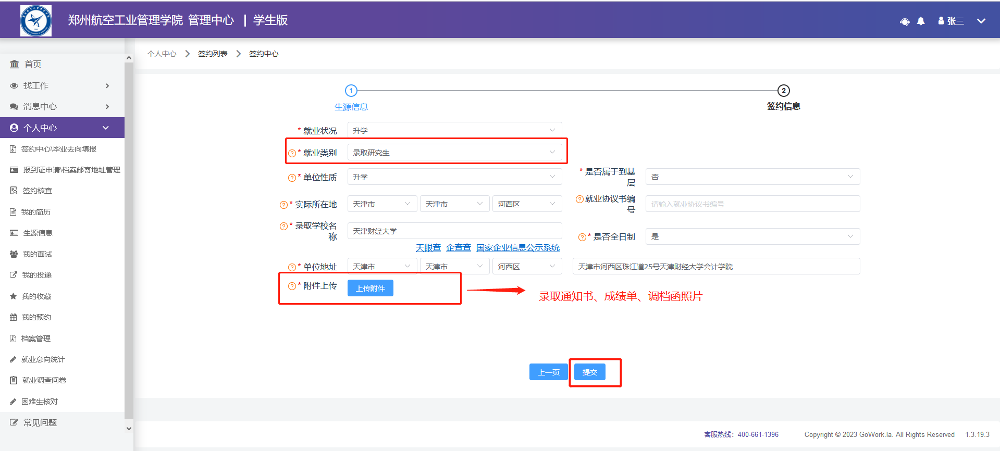 郑州航空工业管理学院 管理中心 | 学生版
张三
个人中心 签约列表 签约中心
首页
找工作
消息中心
个人中心
签约中心\毕业去向填报
报到证申请\档案邮寄地址管理
签约核查
我的简历
生源信息
我的面试
我的投递
我的收藏
我的预约
档案管理
就业意向统计
就业调查问卷
困难生核对
常见问题
1 2
生源信息 签约信息
* 就业状况 升学
* 就业类别 录取研究生
* 单位性质 升学
* 是否属于到基
层 否
* 实际所在地 天津市 天津市 河西区
就业协议书编
号 请输入就业协议书编号
* 录取学校名
称 天津财经大学
* 是否全日制 是
天眼查 企查查 国家企业信息公示系统
* 单位地址 天津市 天津市 河西区 天津市河西区珠江道25号天津财经大学会计学院
* 附件上传 上传附件
录取通知书、成绩单、调档函照片
上一页 提交
客服热线：400-661-1396 Copyright © 2023 GoWork.la. All Rights Reserved 1.3.19.3